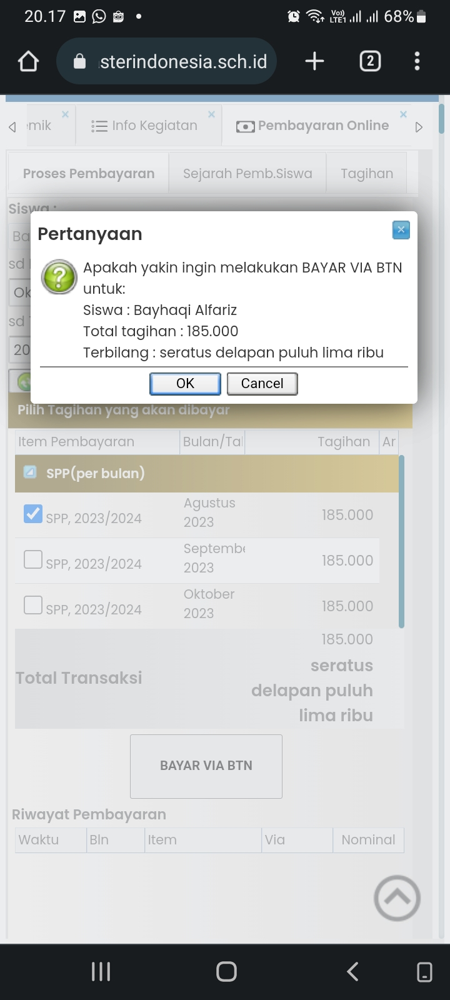 20.17
Vo)) LTE1
68%
sterindonesia.sch.id
2
emik
Info Kegiatan
Pembayaran Online
Proses Pembayaran
Sejarah Pemb.Siswa
Tagihan
Siswa :
Ba
sd
Ok
sd
20
Pertanyaan
Apakah yakin ingin melakukan BAYAR VIA BTN
untuk:
Siswa : Bayhaqi Alfariz
Total tagihan : 185.000
Terbilang : seratus delapan puluh lima ribu
OK
Cancel
Pilih Tagihan yang akan dibayar
Item Pembayaran
Bulan/Ta
Tagihan
Ar
SPP(per bulan)
SPP, 2023/2024
Agustus
2023
185.000
SPP, 2023/2024
Septembe
2023
185.000
SPP, 2023/2024
Oktober
2023
185.000
185.000
Total Transaksi
seratus
delapan puluh
lima ribu
BAYAR VIA BTN
Riwayat Pembayaran
Waktu
Bln
Item
Via
Nominal